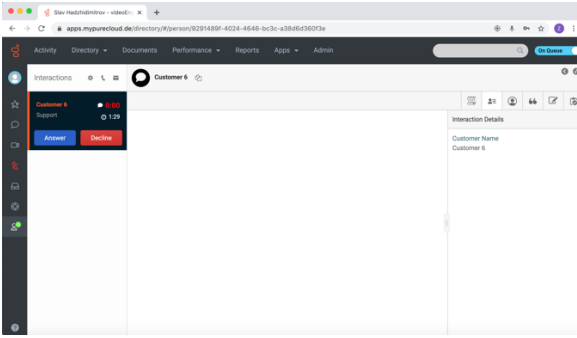 Slav Hadzhidimitrov - videoEn
apps.mypurecloud.de/directory/#/person/9291489f-4024-4646-bc3c-a38d6d360f3e
Activity Directory Documents Performance Reports Apps Admin
On Queue
Interactions
Customer 6
Customer 6 0:00
Support 1:29
Answer Decline
Interaction Details
Customer Name
Customer 6